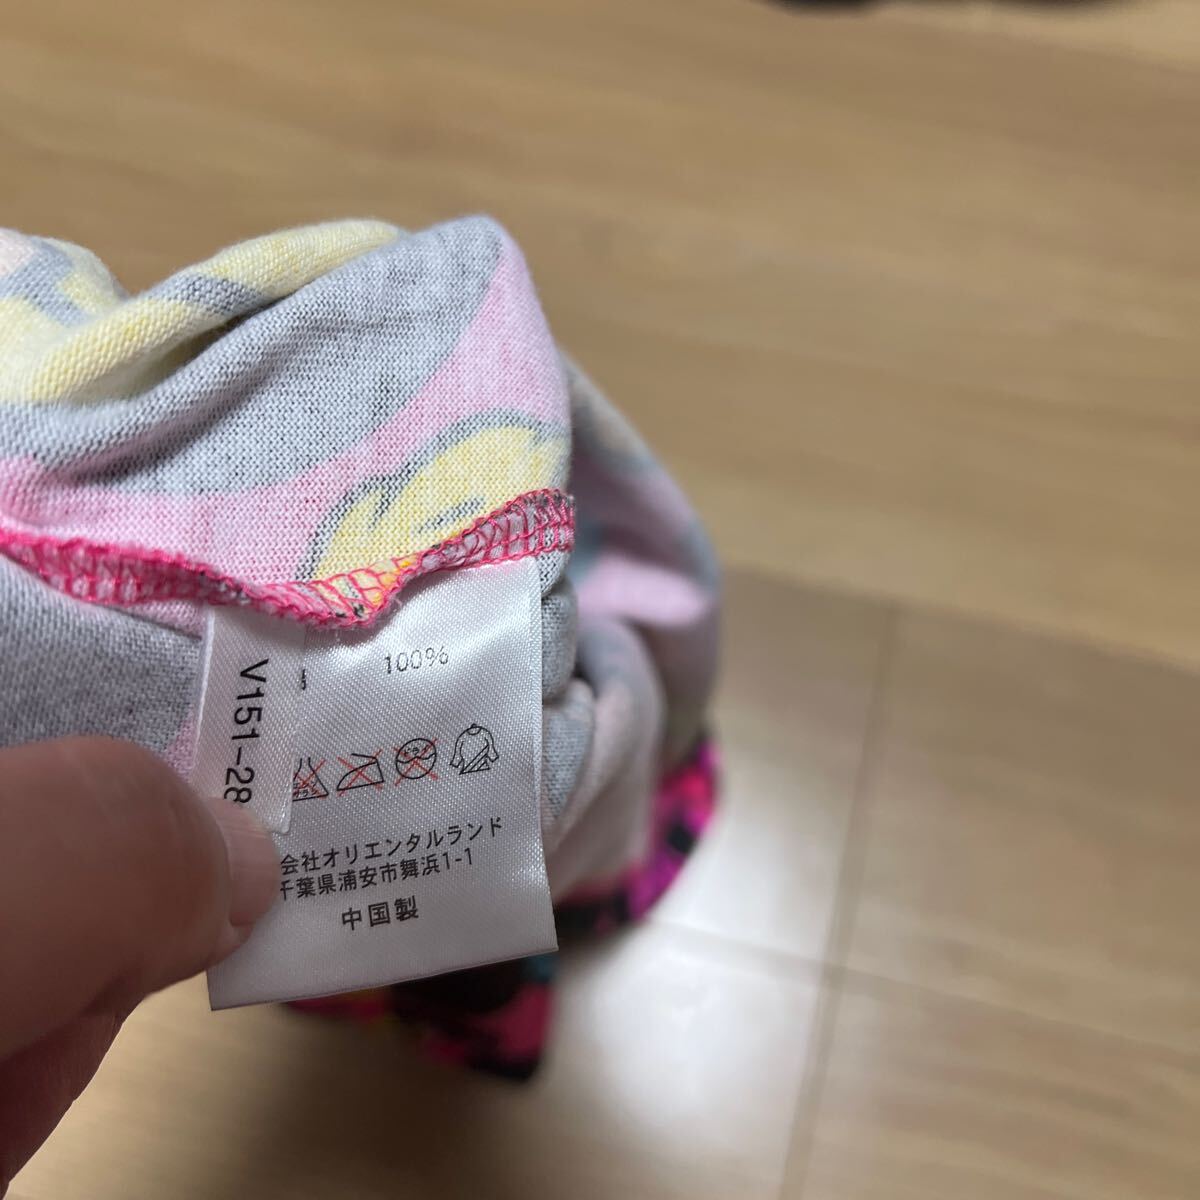 100%
V151-28
会社オリエンタルランド
千葉県浦安市舞浜1-1
中国製